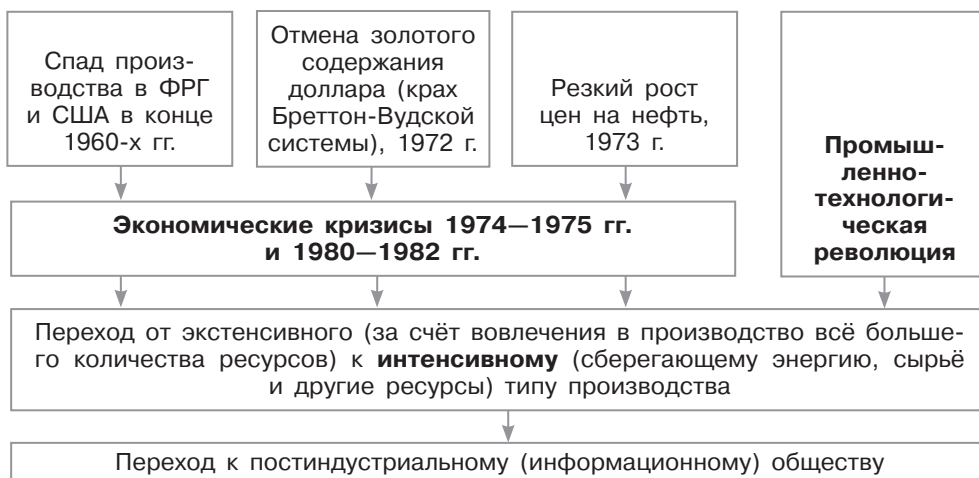 Спад произ-
водства в ФРГ
и США в конце
1960-х гг.
Отмена золотого
содержания
доллара (крах
Бреттон-Вудской
системы), 1972 г.
Резкий рост
цен на нефть,
1973 г.
Промыш-
ленно-
технологи-
ческая
революция
Экономические кризисы 1974—1975 гг.
и 1980—1982 гг.
Переход от экстенсивного (за счёт вовлечения в производство всё больше-
го количества ресурсов) к интенсивному (сберегающему энергию, сырьё
и другие ресурсы) типу производства
Переход к постиндустриальному (информационному) обществу